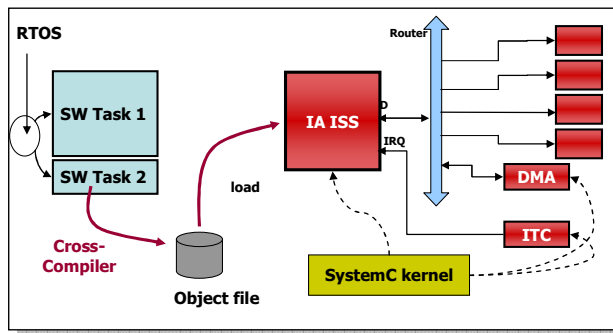 RTOS
SW Task 1
SW Task 2
Cross-
Compiler
Object file
load
IA ISS
D
IRQ
Router
DMA
ITC
SystemC kernel